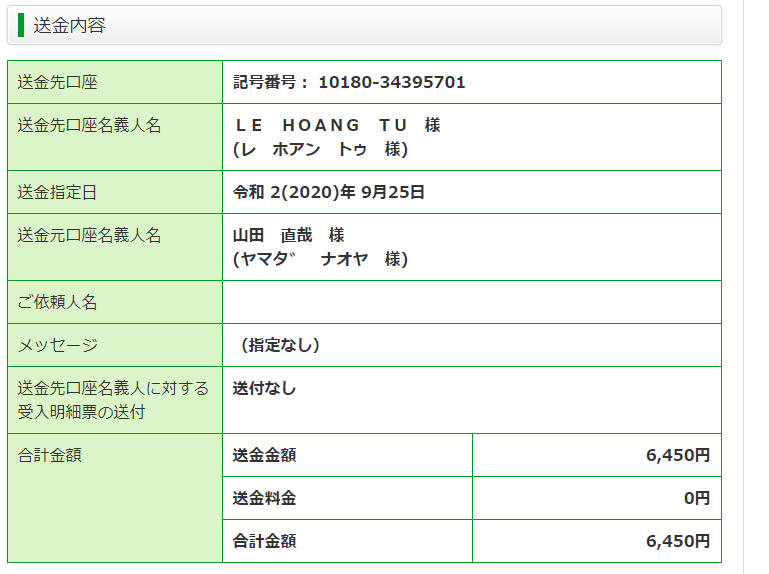 送金内容
送金先口座
記号番号： 10180-34395701
送金先口座名義人名
ＬＥ　ＨＯＡＮＧ　ＴＵ　様
(レ　ホアン　トゥ　様)
送金指定日
令和 2(2020)年 9月25日
送金元口座名義人名
山田　直哉　様
(ヤマタ゛　ナオヤ　様)
ご依頼人名
メッセージ
（指定なし）
送金先口座名義人に対する
受入明細票の送付
送付なし
合計金額
送金金額 6,450円
送金料金 0円
合計金額 6,450円